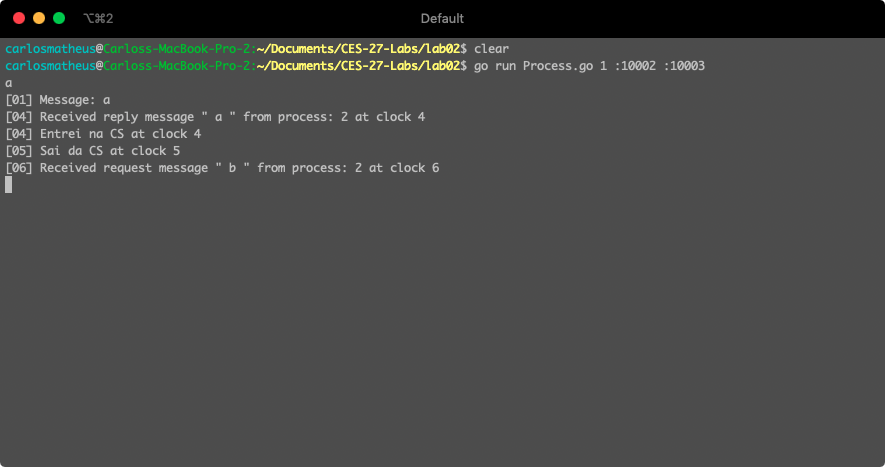 ⌥⌘2 Default
carlosmatheus@Carloss-MacBook-Pro-2:~/Documents/CES-27-Labs/lab02$ clear
carlosmatheus@Carloss-MacBook-Pro-2:~/Documents/CES-27-Labs/lab02$ go run Process.go 1 :10002 :10003
a
[01] Message: a
[04] Received reply message " a " from process: 2 at clock 4
[04] Entrei na CS at clock 4
[05] Sai da CS at clock 5
[06] Received request message " b " from process: 2 at clock 6